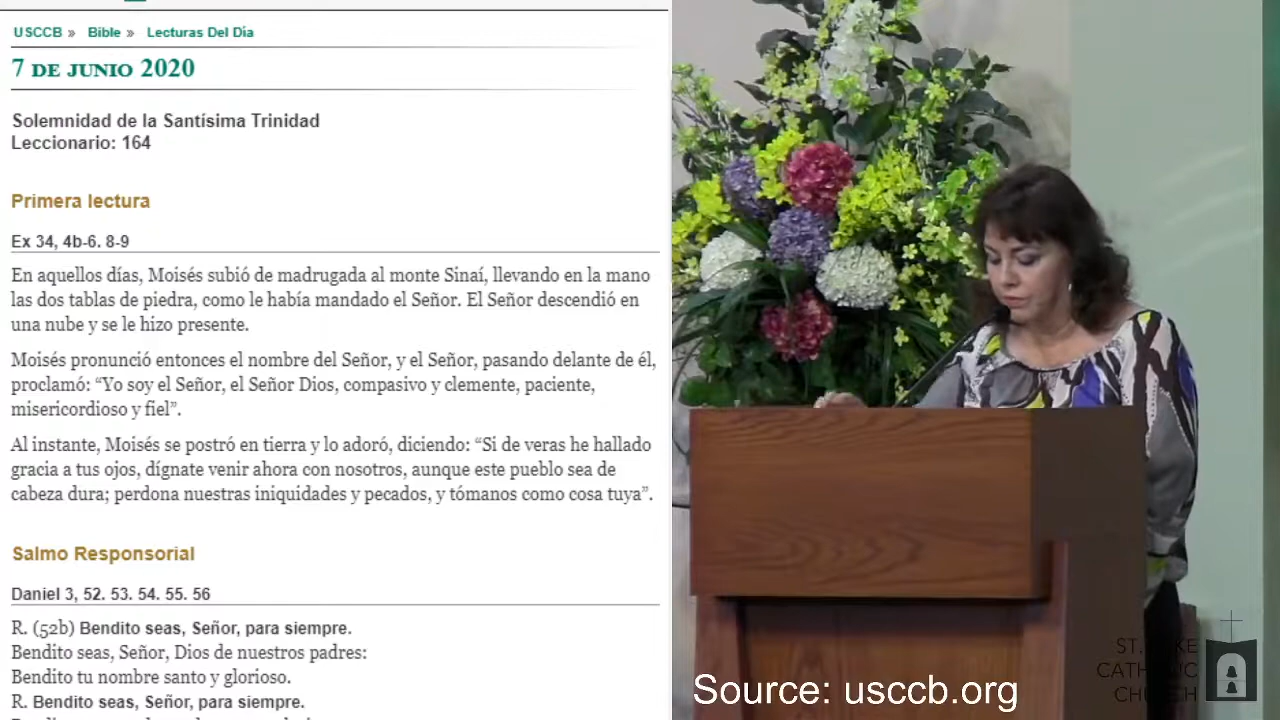 USCCB » Bible » Lecturas Del Día
7 DE JUNIO 2020
Solemnidad de la Santísima Trinidad
Leccionario: 164
Primera lectura
Ex 34, 4b-6. 8-9
En aquellos días, Moisés subió de madrugada al monte Sinaí, llevando en la mano
las dos tablas de piedra, como le había mandado el Señor. El Señor descendió en
una nube y se le hizo presente.
Moisés pronunció entonces el nombre del Señor, y el Señor, pasando delante de él,
proclamó: “Yo soy el Señor, el Señor Dios, compasivo y clemente, paciente,
misericordioso y fiel”.
Al instante, Moisés se postró en tierra y lo adoró, diciendo: “Si de veras he hallado
gracia a tus ojos, dígnate venir ahora con nosotros, aunque este pueblo sea de
cabeza dura; perdona nuestras iniquidades y pecados, y tómanos como cosa tuya”.
Salmo Responsorial
Daniel 3, 52. 53. 54. 55. 56
R. (52b) Bendito seas, Señor, para siempre.
Bendito seas, Señor, Dios de nuestros padres:
Bendito tu nombre santo y glorioso.
R. Bendito seas, Señor, para siempre.
Source: usccb.org
ST.
CATHOLIC
CHURCH